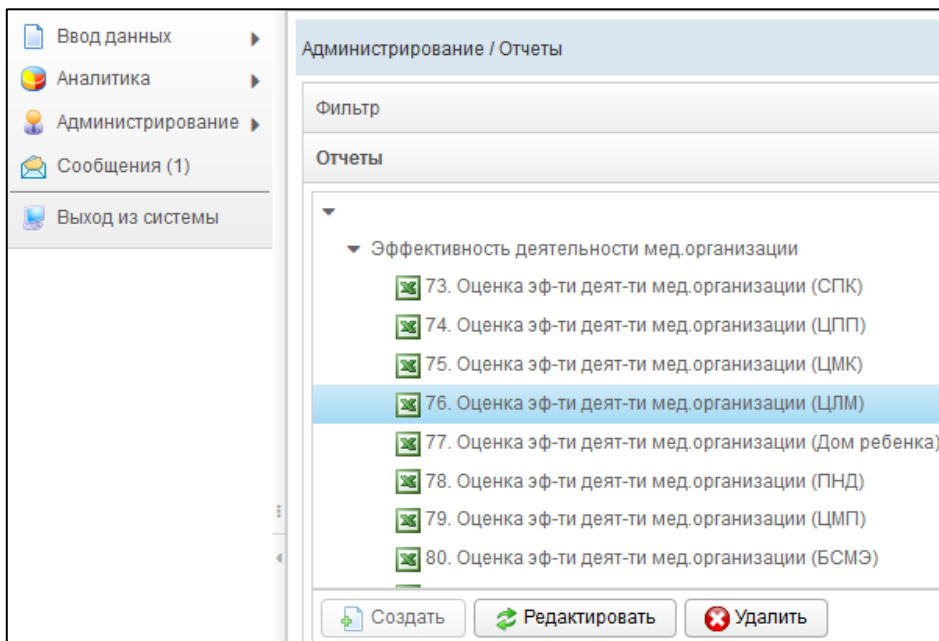 Ввод данных
Аналитика
Администрирование
Сообщения (1)
Выход из системы
Администрирование / Отчеты
Фильтр
Отчеты
Эффективность деятельности мед.организации
73. Оценка эф-ти деят-ти мед.организации (СПК)
74. Оценка эф-ти деят-ти мед.организации (ЦПП)
75. Оценка эф-ти деят-ти мед.организации (ЦМК)
76. Оценка эф-ти деят-ти мед.организации (ЦЛМ)
77. Оценка эф-ти деят-ти мед.организации (Дом ребенка)
78. Оценка эф-ти деят-ти мед.организации (ПНД)
79. Оценка эф-ти деят-ти мед.организации (ЦМП)
80. Оценка эф-ти деят-ти мед.организации (БСМЭ)
Создать Редактировать Удалить